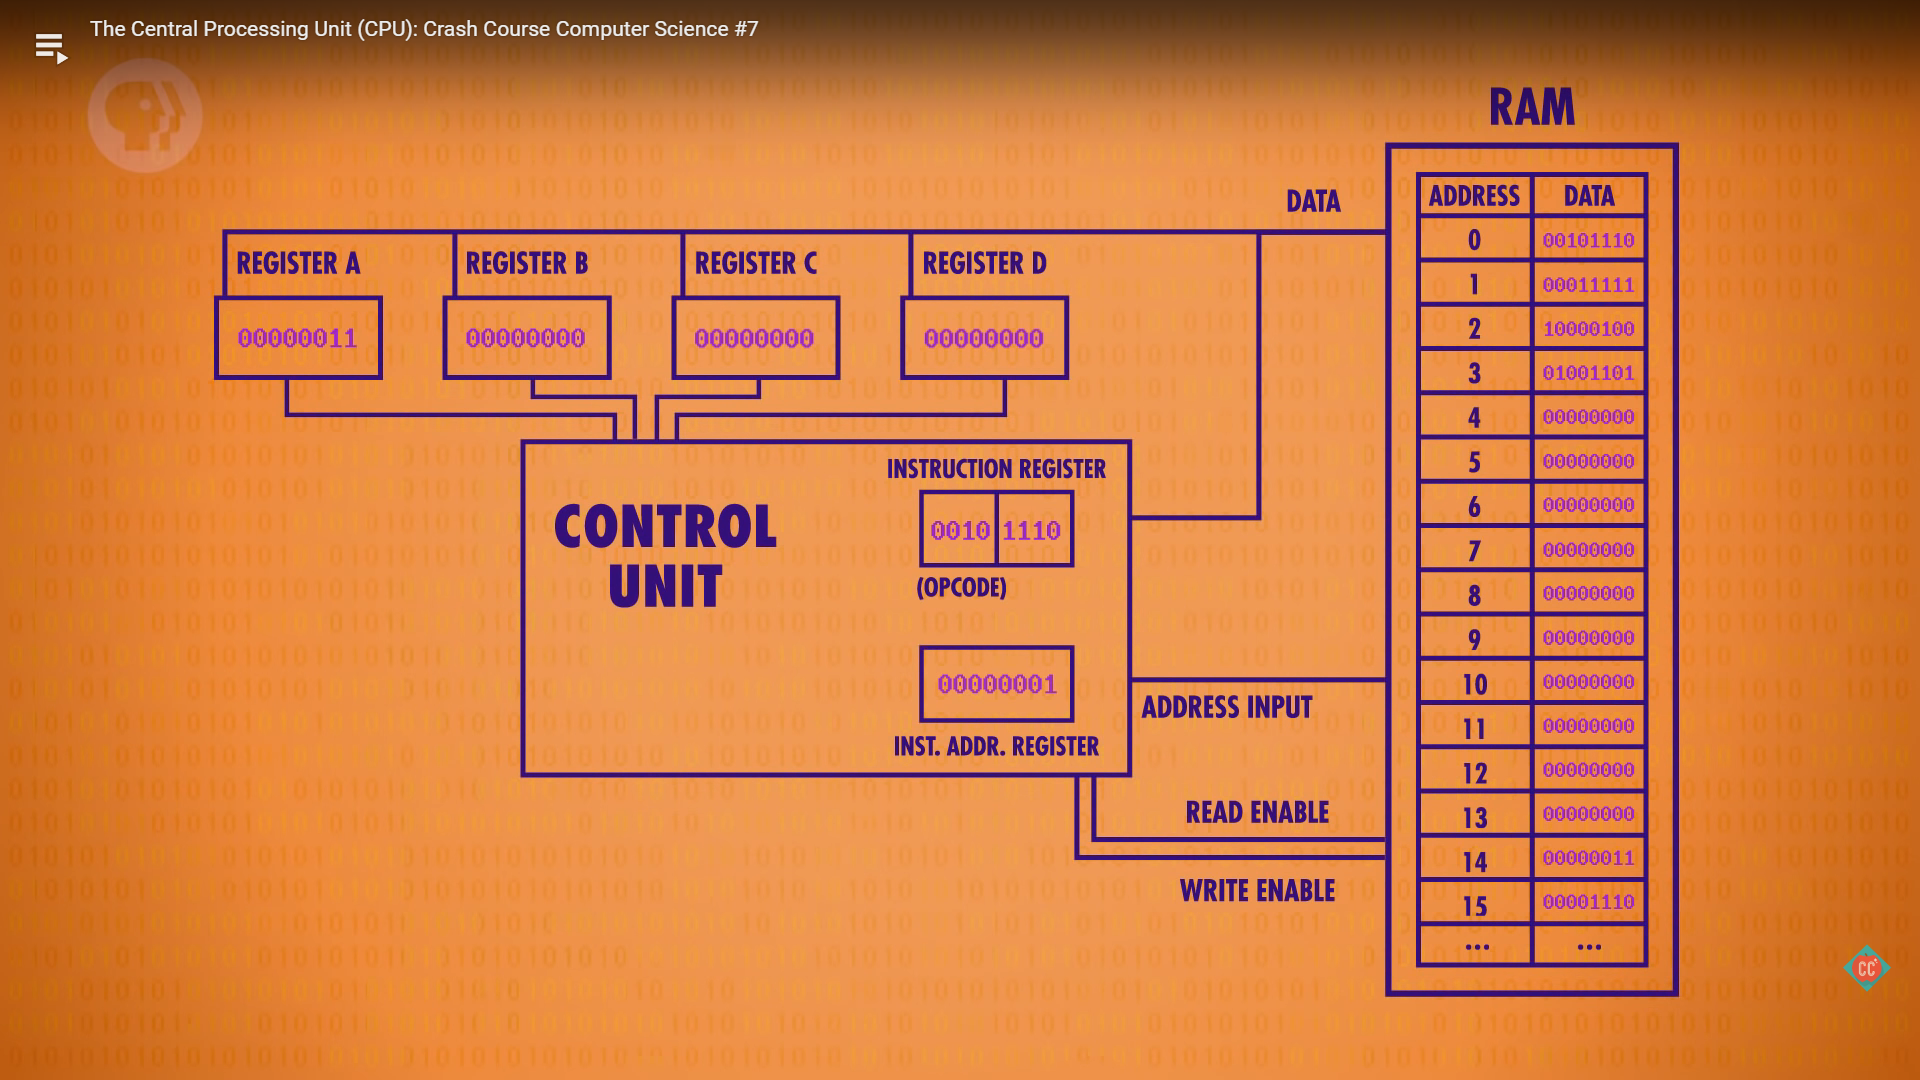 The Central Processing Unit (CPU): Crash Course Computer Science #7
RAM
DATA
ADDRESS DATA
0 00101110
1 00011111
2 10000100
3 01001101
4 00000000
5 00000000
6 00000000
7 00000000
8 00000000
9 00000000
10 00000000
11 00000000
12 00000000
13 00000000
14 00000011
15 00001110
... ...
REGISTER A REGISTER B REGISTER C REGISTER D
00000011 00000000 00000000 00000000
CONTROL
UNIT
INSTRUCTION REGISTER
0010 1110
(OPCODE)
00000001
INST. ADDR. REGISTER
ADDRESS INPUT
READ ENABLE
WRITE ENABLE
CC